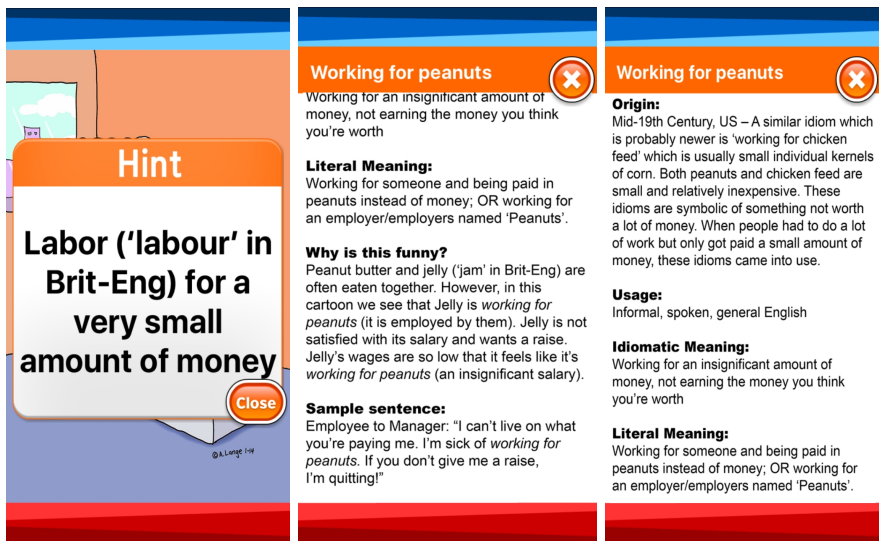 Hint
Labor (‘labour’ in
Brit-Eng) for a
very small
amount of money
Close
©A.Lange 1-04
Working for peanuts
Working for an insignificant amount of
money, not earning the money you think
you’re worth
Literal Meaning:
Working for someone and being paid in
peanuts instead of money; OR working for
an employer/employers named ‘Peanuts’.
Why is this funny?
Peanut butter and jelly (‘jam’ in Brit-Eng) are
often eaten together. However, in this
cartoon we see that Jelly is working for
peanuts (it is employed by them). Jelly is not
satisfied with its salary and wants a raise.
Jelly’s wages are so low that it feels like it’s
working for peanuts (an insignificant salary).
Sample sentence:
Employee to Manager: “I can’t live on what
you’re paying me. I’m sick of working for
peanuts. If you don’t give me a raise,
I’m quitting!”
Working for peanuts
Origin:
Mid-19th Century, US – A similar idiom which
is probably newer is ‘working for chicken
feed’ which is usually small individual kernels
of corn. Both peanuts and chicken feed are
small and relatively inexpensive. These
idioms are symbolic of something not worth
a lot of money. When people had to do a lot
of work but only got paid a small amount of
money, these idioms came into use.
Usage:
Informal, spoken, general English
Idiomatic Meaning:
Working for an insignificant amount of
money, not earning the money you think
you’re worth
Literal Meaning:
Working for someone and being paid in
peanuts instead of money; OR working for
an employer/employers named ‘Peanuts’.